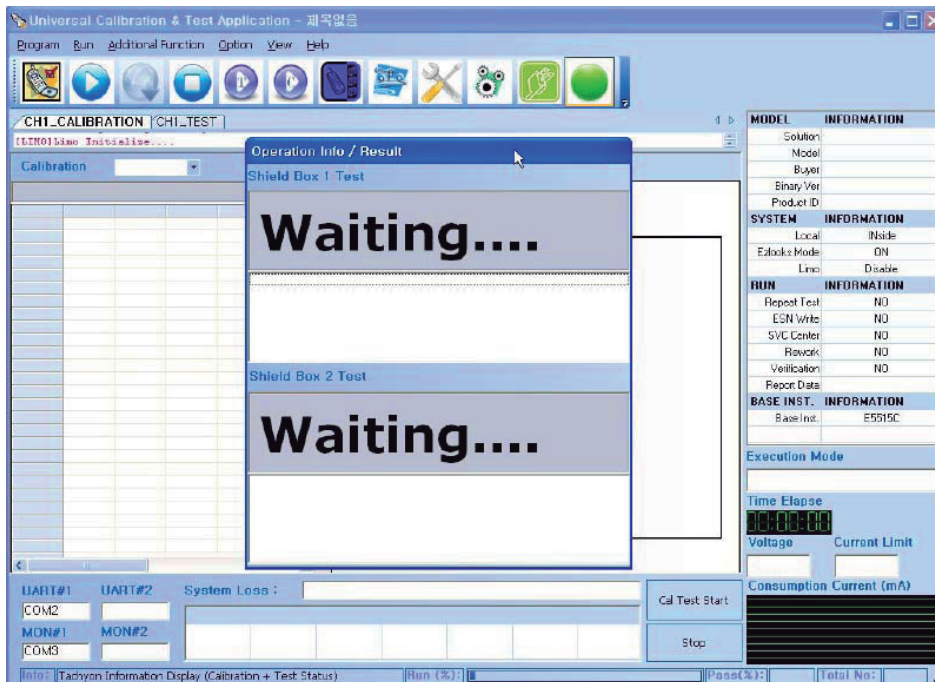 Universal Calibration & Test Application - 제목없음
Program Run Additional Function Option View Help
CH1_CALIBRATION CH1_TEST
[LIMO]Limo Initialize....
Calibration
Operation Info / Result
Shield Box 1 Test
Waiting....
Shield Box 2 Test
Waiting....
MODEL INFORMATION
Solution
Model
Buyer
Binary Ver
Product ID
SYSTEM INFORMATION
Local INside
Ezlooks Mode ON
Limo Disable
RUN INFORMATION
Repeat Test NO
ESN Write NO
SVC Center NO
Rework NO
Verilication NO
Report Data
BASE INST. INFORMATION
Base Inst. E5515C
Execution Mode
Time Elapse
00:00:00
Voltage Current Limit
Consumption Current (mA)
UART#1 UART#2 System Loss :
COM2
MON#1 MON#2
COM3
Cal Test Start
Stop
Info: Tachyon Information Display (Calibration + Test Status) Run (%): Pass(%): Total No: